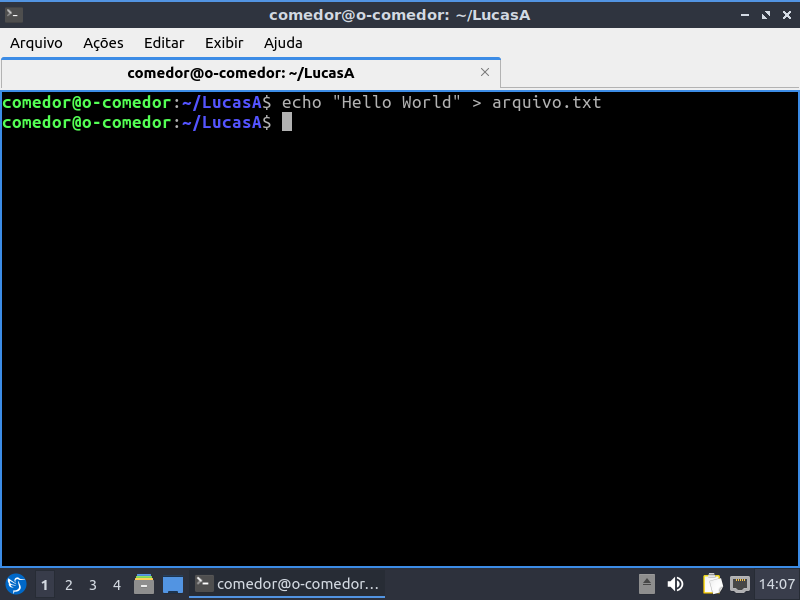 comedor@o-comedor: ~/LucasA
Arquivo Ações Editar Exibir Ajuda
comedor@o-comedor: ~/LucasA
comedor@o-comedor:~/LucasA$ echo "Hello World" > arquivo.txt
comedor@o-comedor:~/LucasA$
1 2 3 4 comedor@o-comedor... 14:07